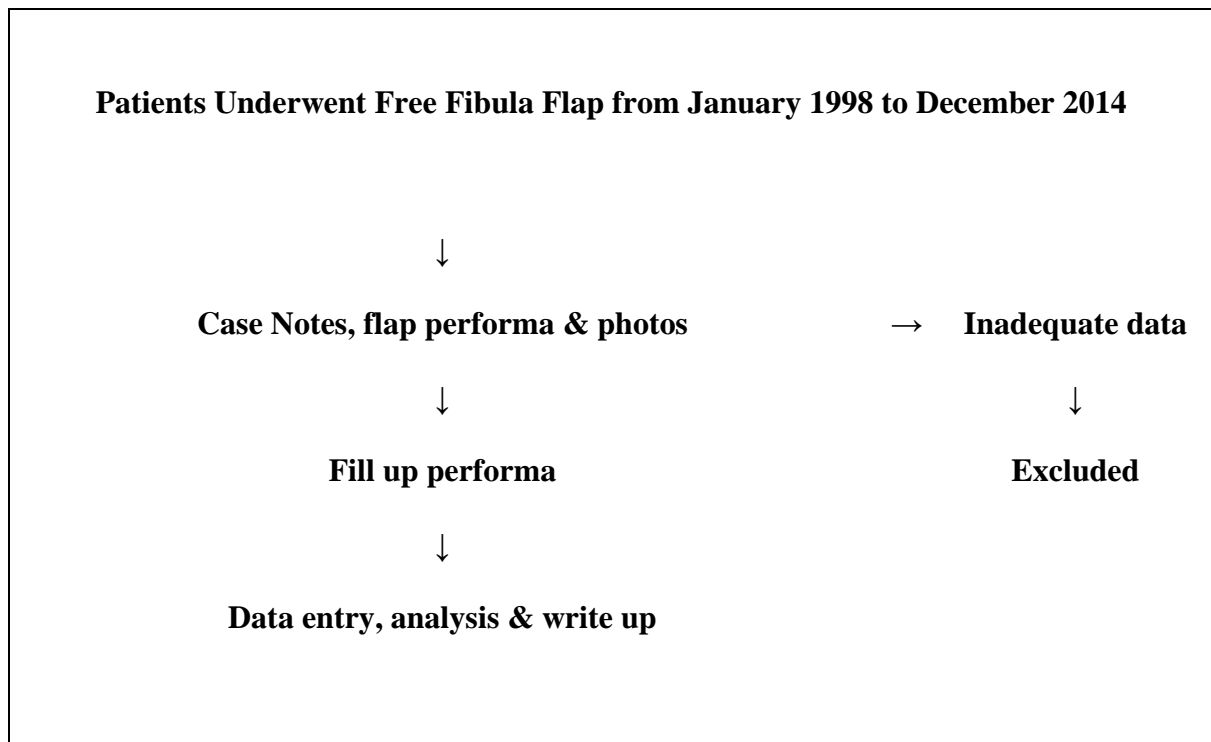 Patients Underwent Free Fibula Flap from January 1998 to December 2014
↓
Case Notes, flap performa & photos → Inadequate data
↓ ↓
Fill up performa Excluded
↓
Data entry, analysis & write up